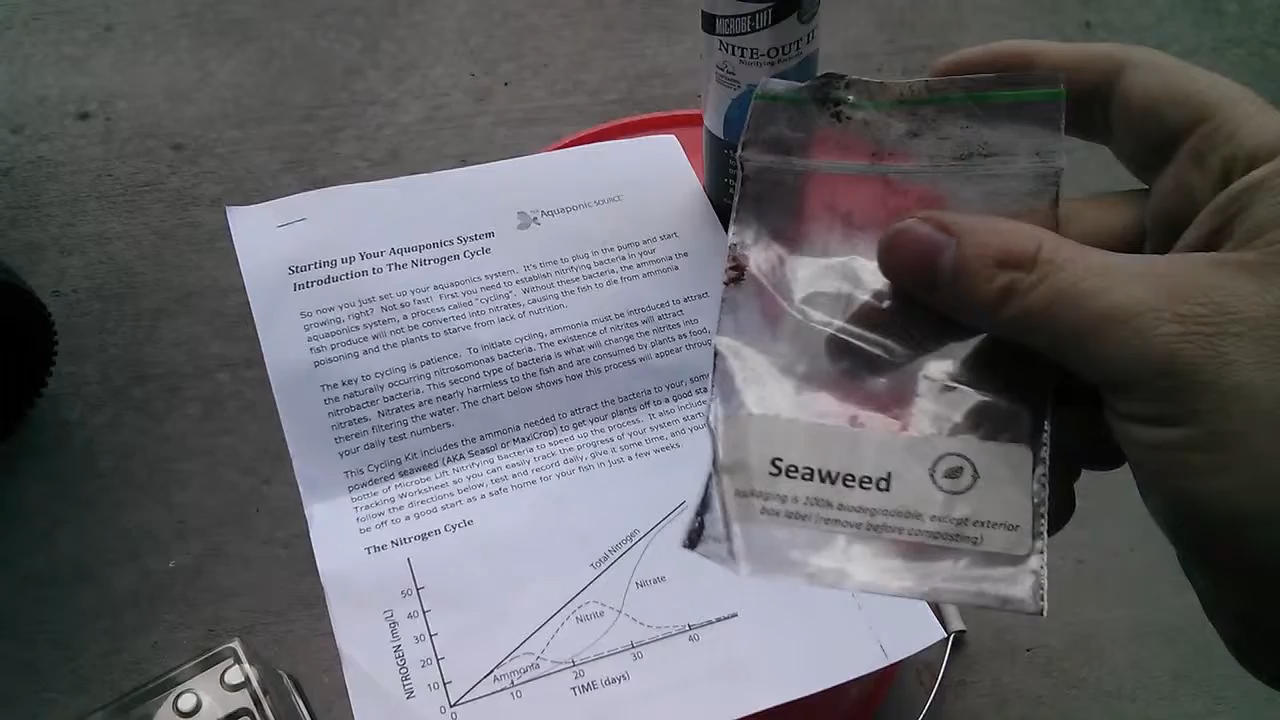 MICROBE-LIFT
NITE-OUT II
Nitrifying Bacteria
Aquaponic SOURCE
Starting up Your Aquaponics System
Introduction to The Nitrogen Cycle
So now you just set up your aquaponics system. It's time to plug in the pump and start
growing, right? Not so fast! First you need to establish nitrifying bacteria in your
aquaponics system, a process called "cycling". Without these bacteria, the ammonia the
fish produce will not be converted into nitrates, causing the fish to die from ammonia
poisoning and the plants to starve from lack of nutrition.
The key to cycling is patience. To initiate cycling, ammonia must be introduced to attract
the naturally occurring nitrosomonas bacteria. The existence of nitrites will attract
nitrobacter bacteria. This second type of bacteria is what will change the nitrites into
nitrates. Nitrates are nearly harmless to the fish and are consumed by plants as food,
therein filtering the water. The chart below shows how this process will appear throug
your daily test numbers.
This Cycling Kit includes the ammonia needed to attract the bacteria to your, som
powdered seaweed (AKA Seasol or MaxiCrop) to get your plants off to a good sta
bottle of Microbe Lift Nitrifying Bacteria to speed up the process. It also include
Tracking Worksheet so you can easily track the progress of your system start
follow the directions below, test and record daily, give it some time, and you
be off to a good start as a safe home for your fish in just a few weeks
The Nitrogen Cycle
NITROGEN (mg/L)
50
40
30
20
10
0
Total Nitrogen
Nitrate
Nitrite
Ammonia
0
10
20
30
40
TIME (days)
Seaweed
Packaging is 100% biodegradable, except exterior
box label (remove before composting)